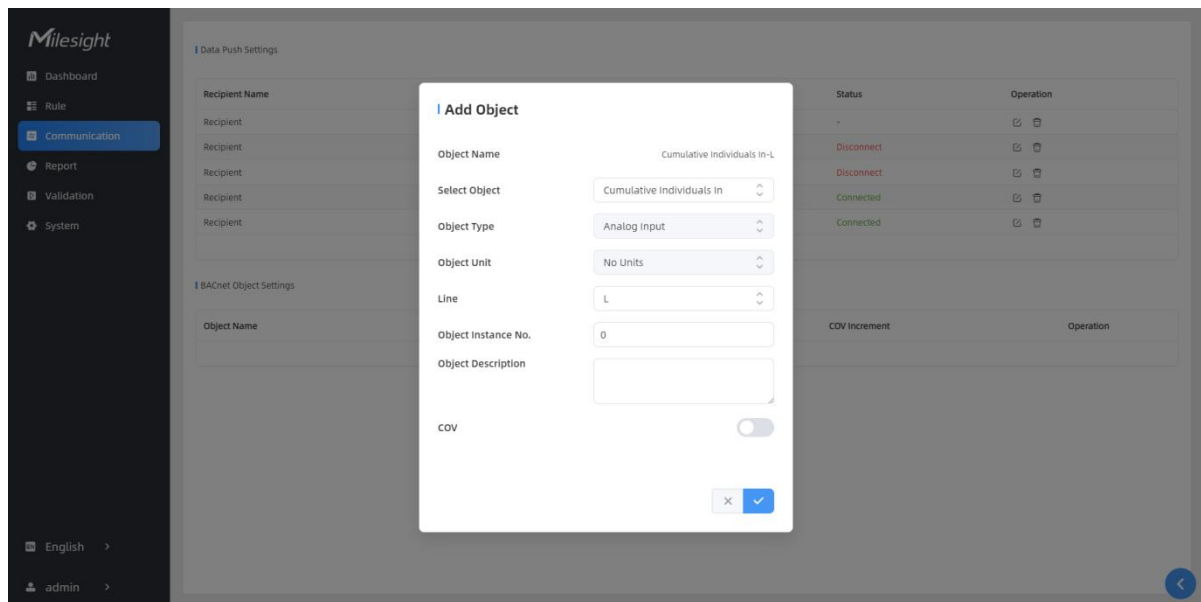 Milesight
Dashboard
Rule
Communication
Report
Validation
System
English
admin
Data Push Settings
Recipient Name Status Operation
Recipient -
Recipient Disconnect
Recipient Disconnect
Recipient Connected
Recipient Connected
BACnet Object Settings
Object Name COV Increment Operation
Add Object
Object Name Cumulative Individuals In-L
Select Object Cumulative Individuals In
Object Type Analog Input
Object Unit No Units
Line L
Object Instance No. 0
Object Description
COV